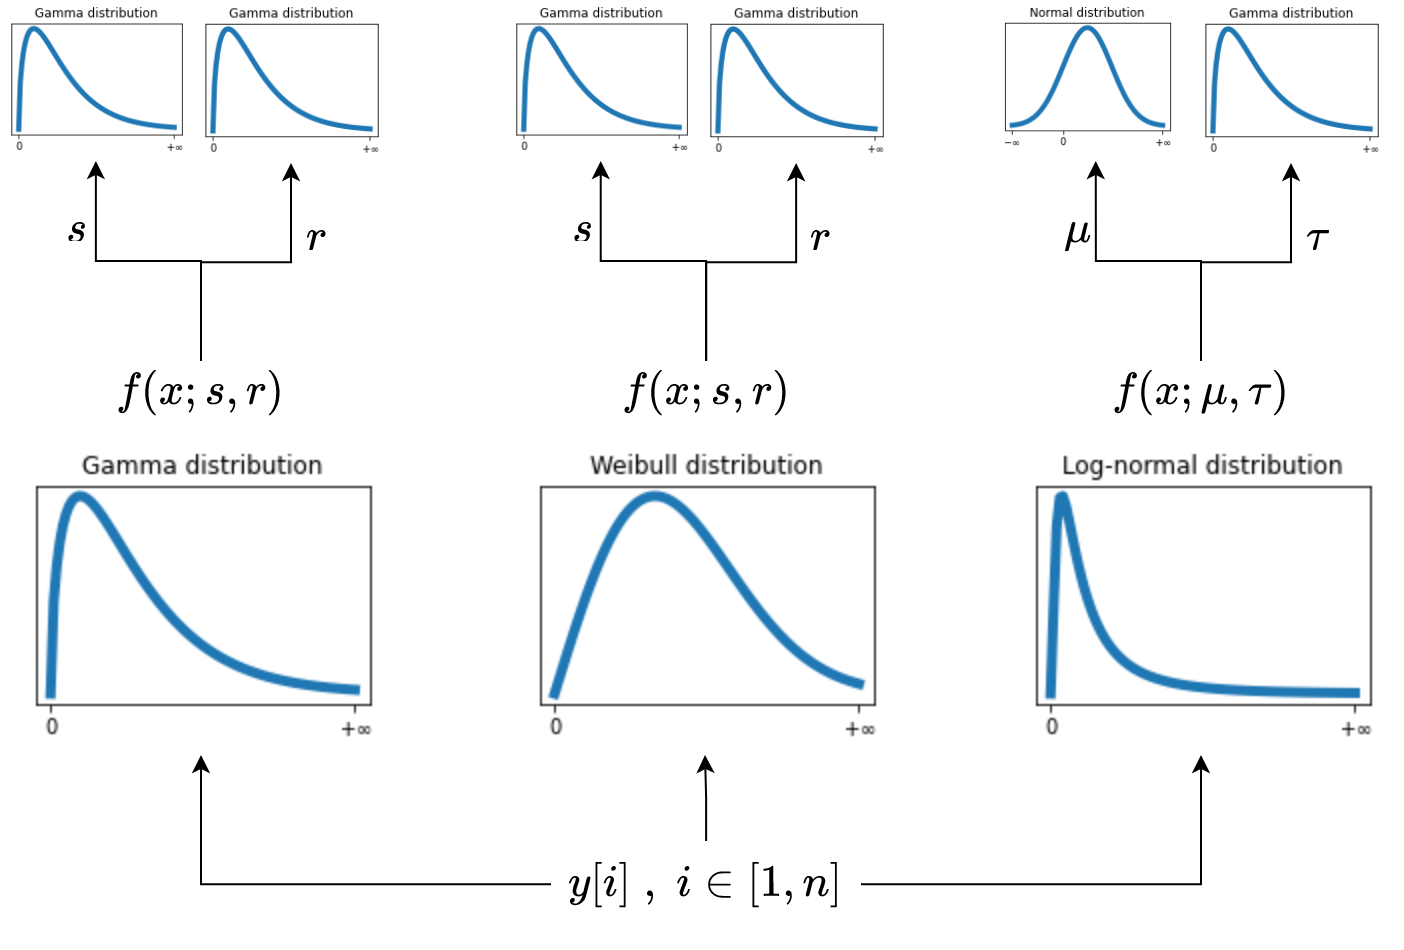 Gamma distribution Gamma distribution Gamma distribution Gamma distribution Normal distribution Gamma distribution
0 +∞ 0 +∞ 0 +∞ 0 +∞ −∞ 0 +∞ 0 +∞
s r s r μ τ
f(x; s, r) f(x; s, r) f(x; μ, τ)
Gamma distribution Weibull distribution Log-normal distribution
0 +∞ 0 +∞ 0 +∞
y[i] , i ∈ [1, n]